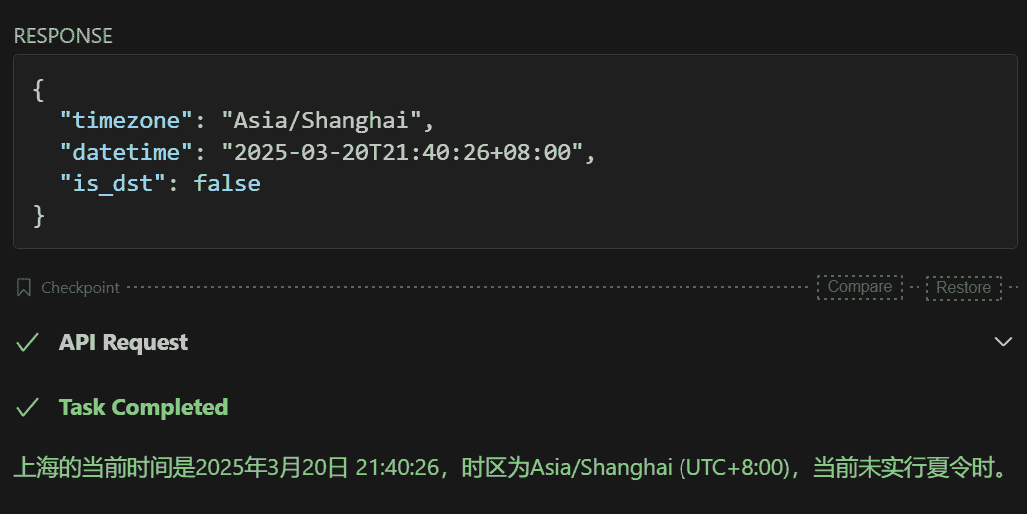 RESPONSE
{
  "timezone": "Asia/Shanghai",
  "datetime": "2025-03-20T21:40:26+08:00",
  "is_dst": false
}
Checkpoint Compare Restore
API Request
Task Completed
上海的当前时间是2025年3月20日 21:40:26，时区为Asia/Shanghai (UTC+8:00)，当前未实行夏令时。